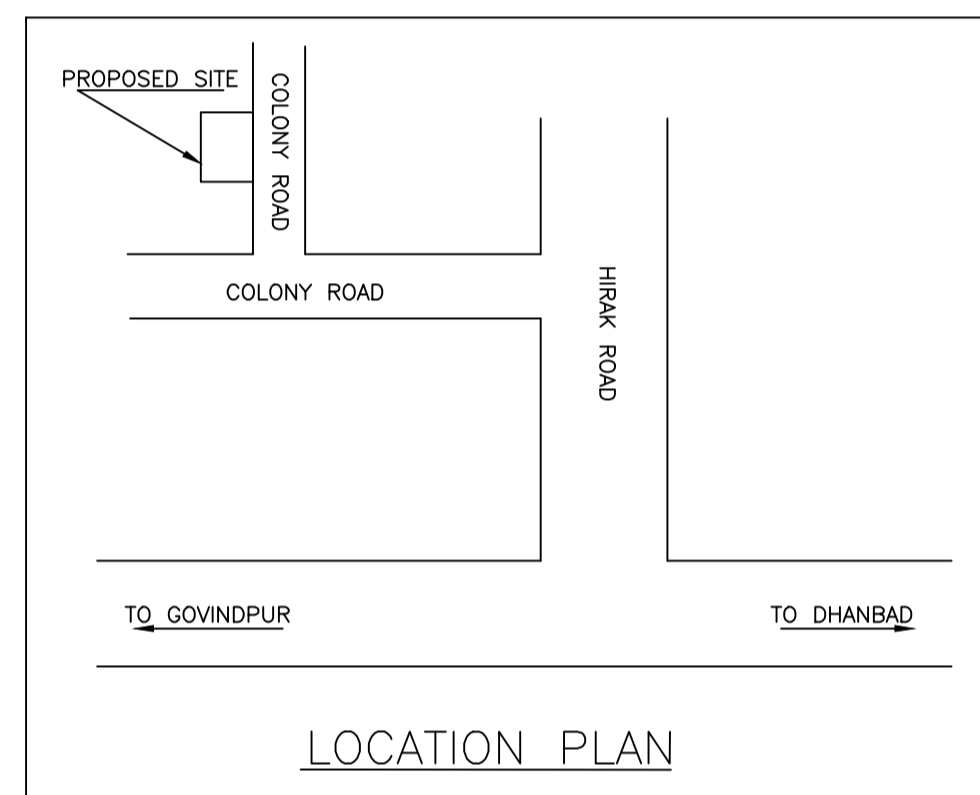 PROPOSED SITE
COLONY ROAD
COLONY ROAD
HIRAK ROAD
TO GOVINDPUR
TO DHANBAD
LOCATION PLAN